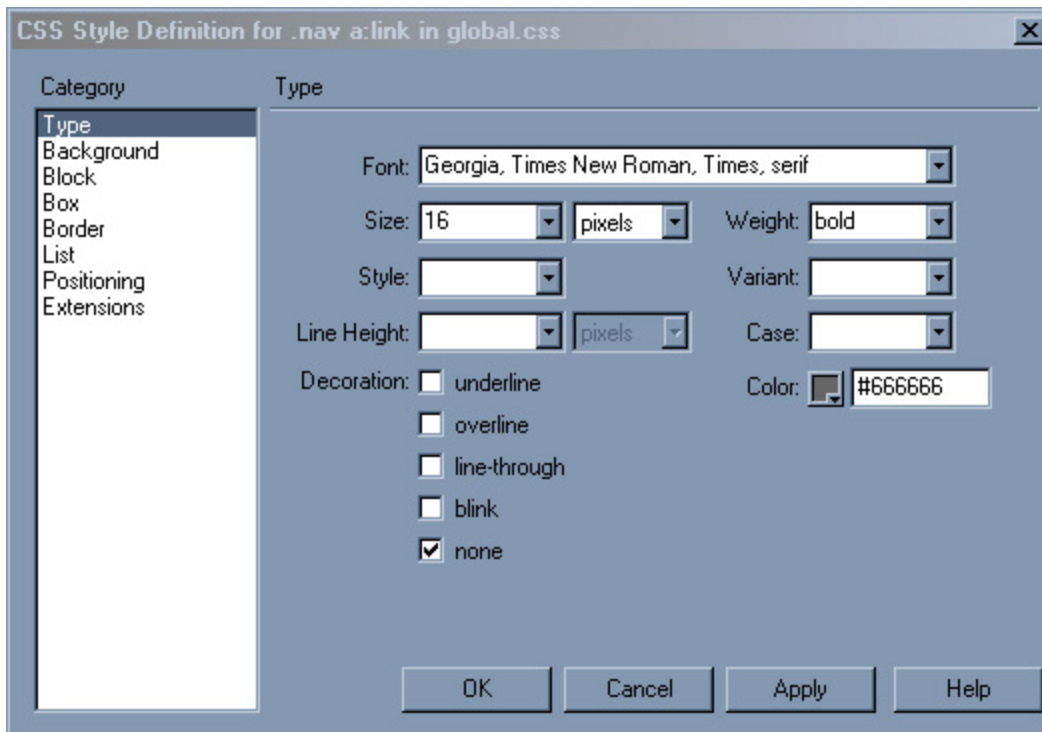 CSS Style Definition for .nav a:link in global.css
Category
Type
Type
Background
Block
Box
Border
List
Positioning
Extensions
Font: Georgia, Times New Roman, Times, serif
Size: 16 pixels Weight: bold
Style: Variant:
Line Height: pixels Case:
Decoration: underline Color: #666666
overline
line-through
blink
none
OK Cancel Apply Help